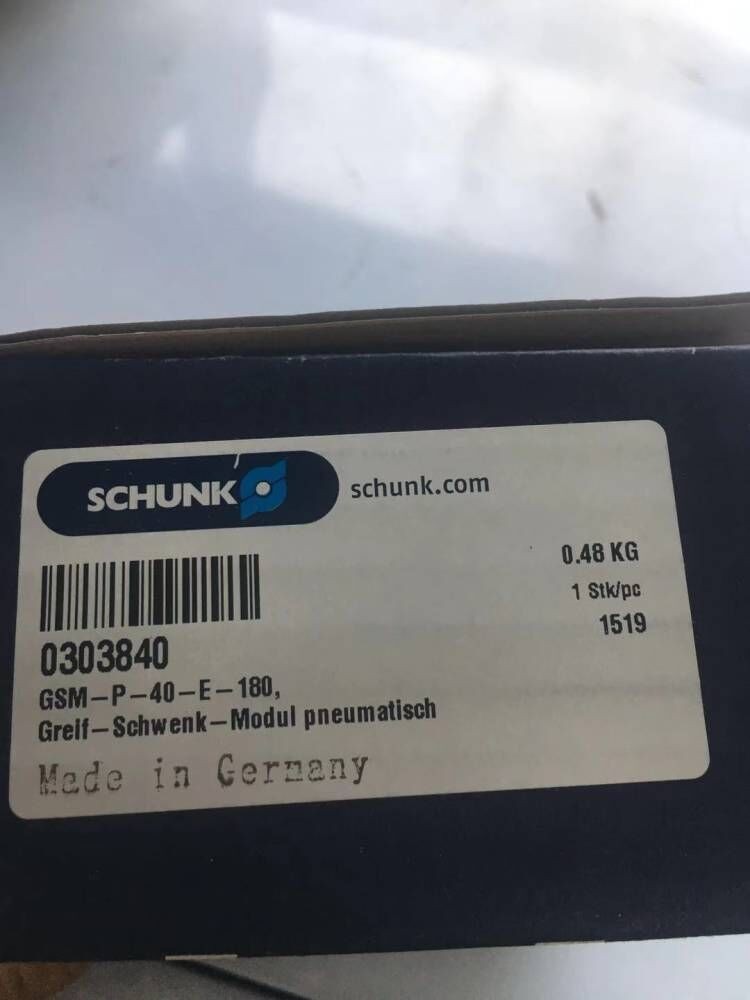 SCHUNK schunk.com
0.48 KG
1 Stk/pc
1519
0303840
GSM-P-40-E-180,
Greif-Schwenk-Modul pneumatisch
Made in Germany